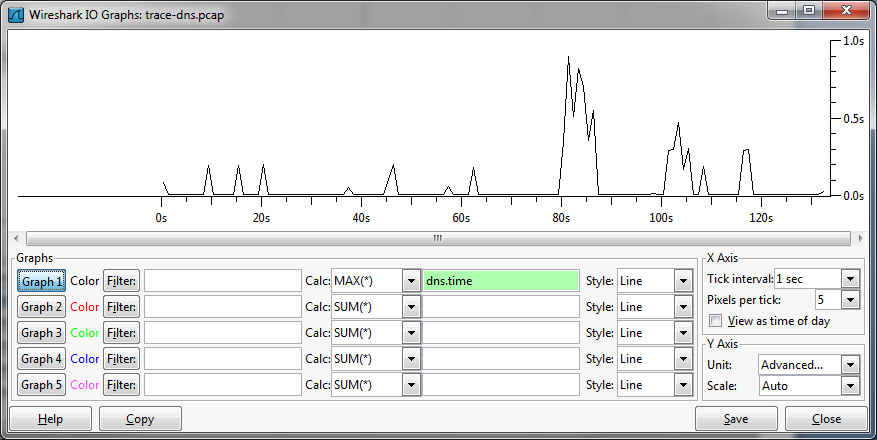 Wireshark IO Graphs: trace-dns.pcap
1.0s
0.5s
0.0s
0s 20s 40s 60s 80s 100s 120s
Graphs
Graph 1 Color Filter: Calc: MAX(*) dns.time Style: Line
Graph 2 Color Filter: Calc: SUM(*) Style: Line
Graph 3 Color Filter: Calc: SUM(*) Style: Line
Graph 4 Color Filter: Calc: SUM(*) Style: Line
Graph 5 Color Filter: Calc: SUM(*) Style: Line
X Axis
Tick interval: 1 sec
Pixels per tick: 5
View as time of day
Y Axis
Unit: Advanced...
Scale: Auto
Help Copy Save Close